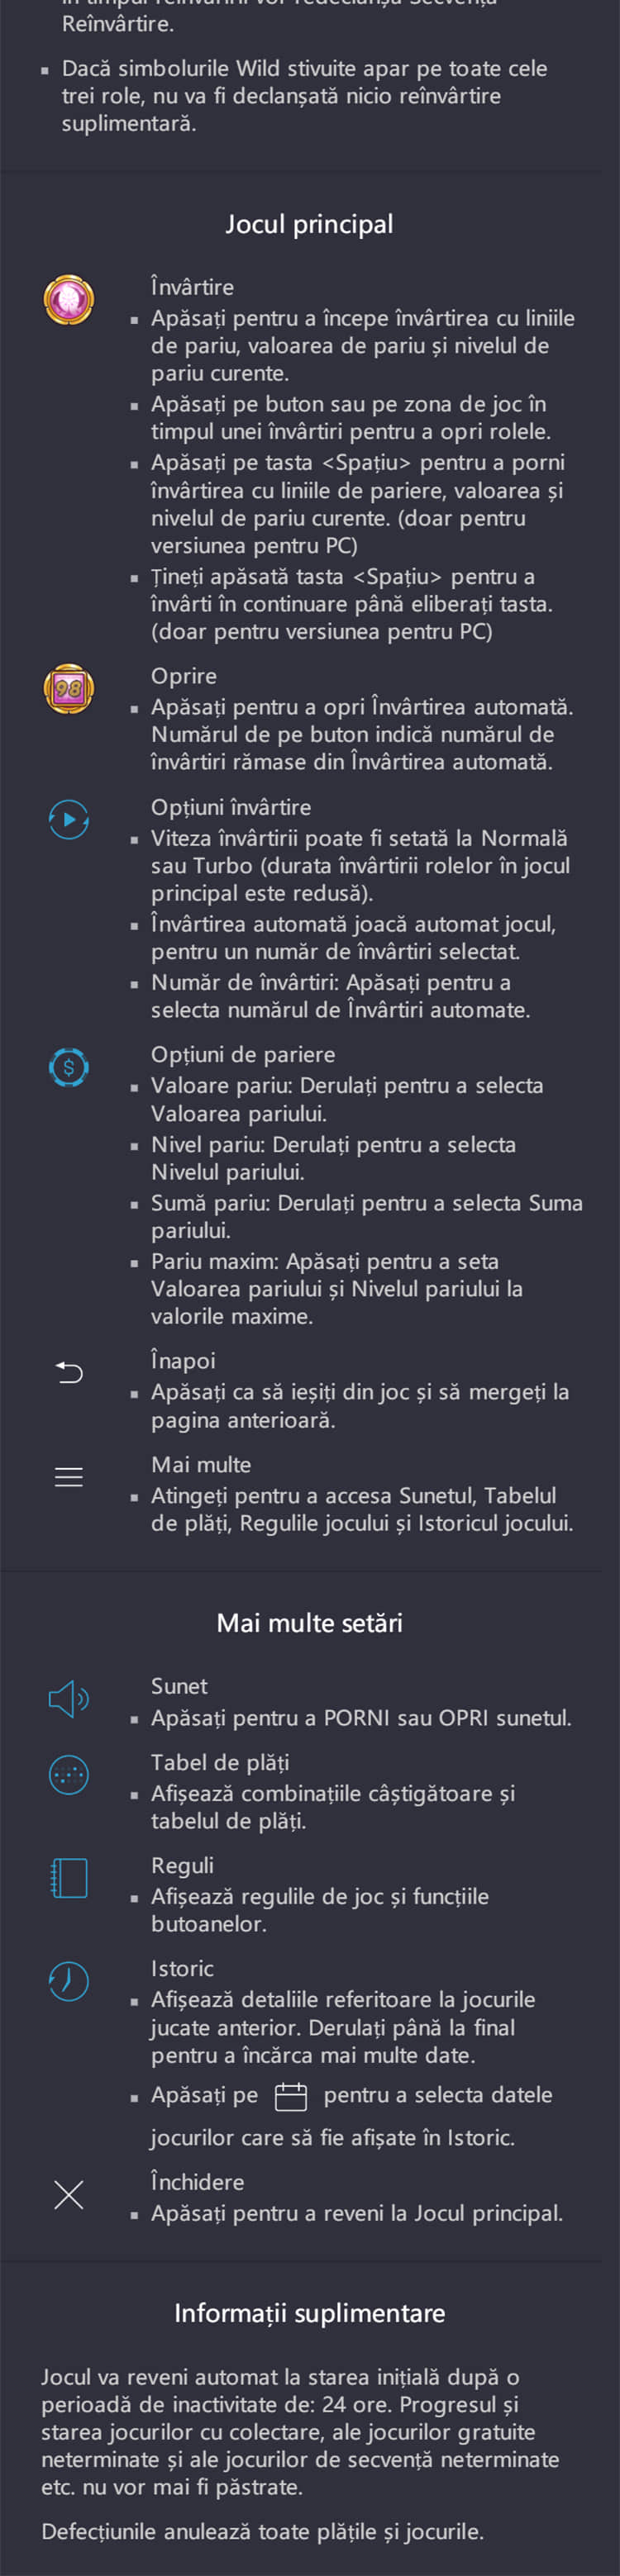 Reînvârtire.
Dacă simbolurile Wild stivuite apar pe toate cele
trei role, nu va fi declanșată nicio reînvârtire
suplimentară.
Jocul principal
Învârtire
Apăsați pentru a începe învârtirea cu liniile
de pariu, valoarea de pariu și nivelul de
pariu curente.
Apăsați pe buton sau pe zona de joc în
timpul unei învârtiri pentru a opri rolele.
Apăsați pe tasta <Spațiu> pentru a porni
învârtirea cu liniile de pariere, valoarea și
nivelul de pariu curente. (doar pentru
versiunea pentru PC)
Țineți apăsată tasta <Spațiu> pentru a
învârti în continuare până eliberați tasta.
(doar pentru versiunea pentru PC)
98
Oprire
Apăsați pentru a opri Învârtirea automată.
Numărul de pe buton indică numărul de
învârtiri rămase din Învârtirea automată.
Opțiuni învârtire
Viteza învârtirii poate fi setată la Normală
sau Turbo (durata învârtirii rolelor în jocul
principal este redusă).
Învârtirea automată joacă automat jocul,
pentru un număr de învârtiri selectat.
Număr de învârtiri: Apăsați pentru a
selecta numărul de Învârtiri automate.
$
Opțiuni de pariere
Valoare pariu: Derulați pentru a selecta
Valoarea pariului.
Nivel pariu: Derulați pentru a selecta
Nivelul pariului.
Sumă pariu: Derulați pentru a selecta Suma
pariului.
Pariu maxim: Apăsați pentru a seta
Valoarea pariului și Nivelul pariului la
valorile maxime.
Înapoi
Apăsați ca să ieșiți din joc și să mergeți la
pagina anterioară.
Mai multe
Atingeți pentru a accesa Sunetul, Tabelul
de plăți, Regulile jocului și Istoricul jocului.
Mai multe setări
Sunet
Apăsați pentru a PORNI sau OPRI sunetul.
Tabel de plăți
Afișează combinațiile câștigătoare și
tabelul de plăți.
Reguli
Afișează regulile de joc și funcțiile
butoanelor.
Istoric
Afișează detaliile referitoare la jocurile
jucate anterior. Derulați până la final
pentru a încărca mai multe date.
Apăsați pe pentru a selecta datele
jocurilor care să fie afișate în Istoric.
Închidere
Apăsați pentru a reveni la Jocul principal.
Informații suplimentare
Jocul va reveni automat la starea inițială după o
perioadă de inactivitate de: 24 ore. Progresul și
starea jocurilor cu colectare, ale jocurilor gratuite
neterminate și ale jocurilor de secvență neterminate
etc. nu vor mai fi păstrate.
Defecțiunile anulează toate plățile și jocurile.